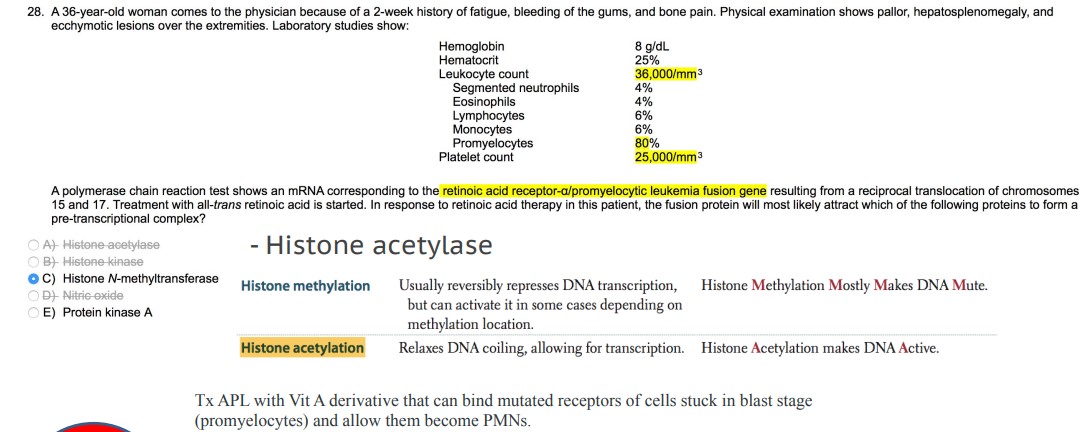 28. A 36-year-old woman comes to the physician because of a 2-week history of fatigue, bleeding of the gums, and bone pain. Physical examination shows pallor, hepatosplenomegaly, and
ecchymotic lesions over the extremities. Laboratory studies show:
Hemoglobin 8 g/dL
Hematocrit 25%
Leukocyte count 36,000/mm³
Segmented neutrophils 4%
Eosinophils 4%
Lymphocytes 6%
Monocytes 6%
Promyelocytes 80%
Platelet count 25,000/mm³
A polymerase chain reaction test shows an mRNA corresponding to the retinoic acid receptor-α/promyelocytic leukemia fusion gene resulting from a reciprocal translocation of chromosomes
15 and 17. Treatment with all-trans retinoic acid is started. In response to retinoic acid therapy in this patient, the fusion protein will most likely attract which of the following proteins to form a
pre-transcriptional complex?
A) Histone acetylase
B) Histone kinase
C) Histone N-methyltransferase
D) Nitric oxide
E) Protein kinase A
- Histone acetylase
Histone methylation Usually reversibly represses DNA transcription, Histone Methylation Mostly Makes DNA Mute.
but can activate it in some cases depending on
methylation location.
Histone acetylation Relaxes DNA coiling, allowing for transcription. Histone Acetylation makes DNA Active.
Tx APL with Vit A derivative that can bind mutated receptors of cells stuck in blast stage
(promyelocytes) and allow them become PMNs.